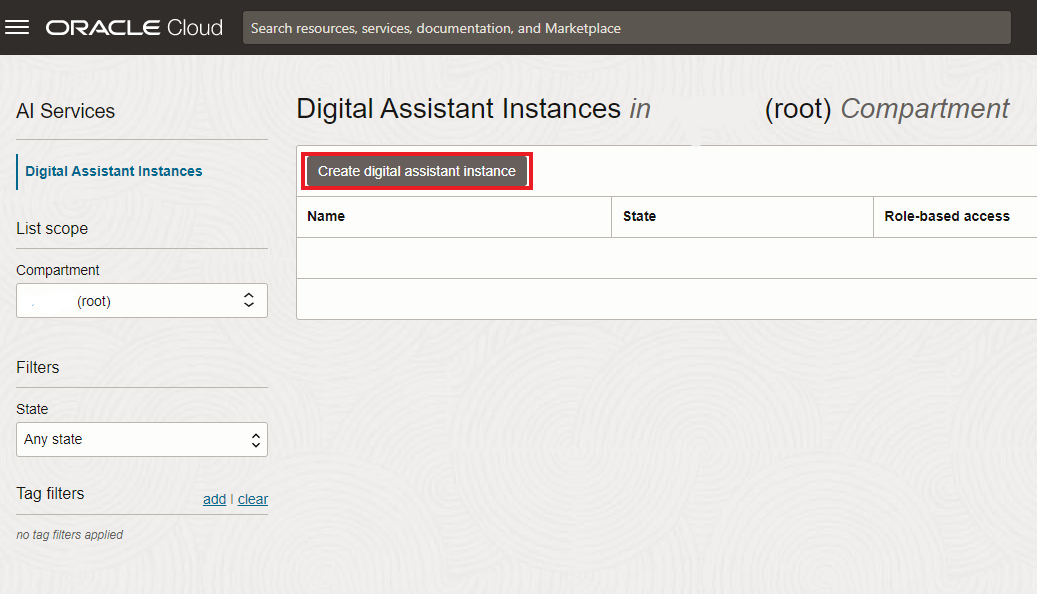 ORACLE Cloud
Search resources, services, documentation, and Marketplace
AI Services
Digital Assistant Instances
List scope
Compartment
(root)
Filters
State
Any state
Tag filters
add | clear
no tag filters applied
Digital Assistant Instances in (root) Compartment
Create digital assistant instance
Name State Role-based access